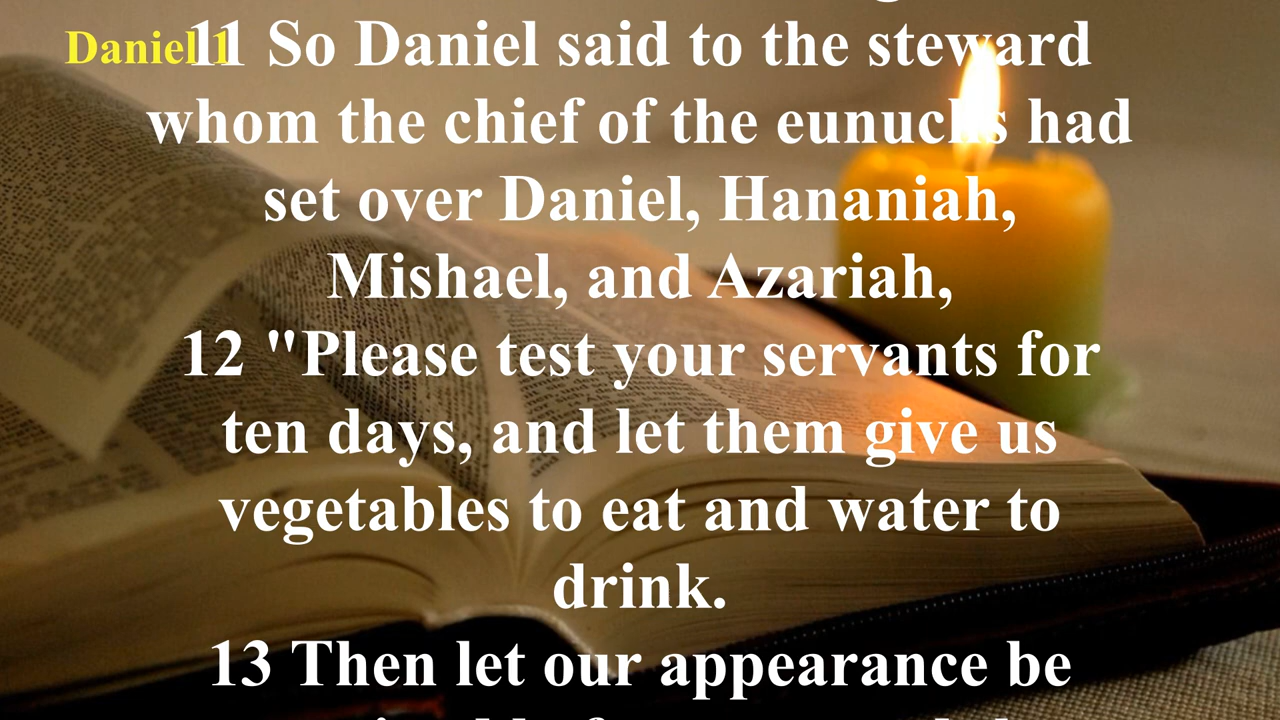 Daniel 1
11 So Daniel said to the steward
whom the chief of the eunuchs had
set over Daniel, Hananiah,
Mishael, and Azariah,
12 "Please test your servants for
ten days, and let them give us
vegetables to eat and water to
drink.
13 Then let our appearance be